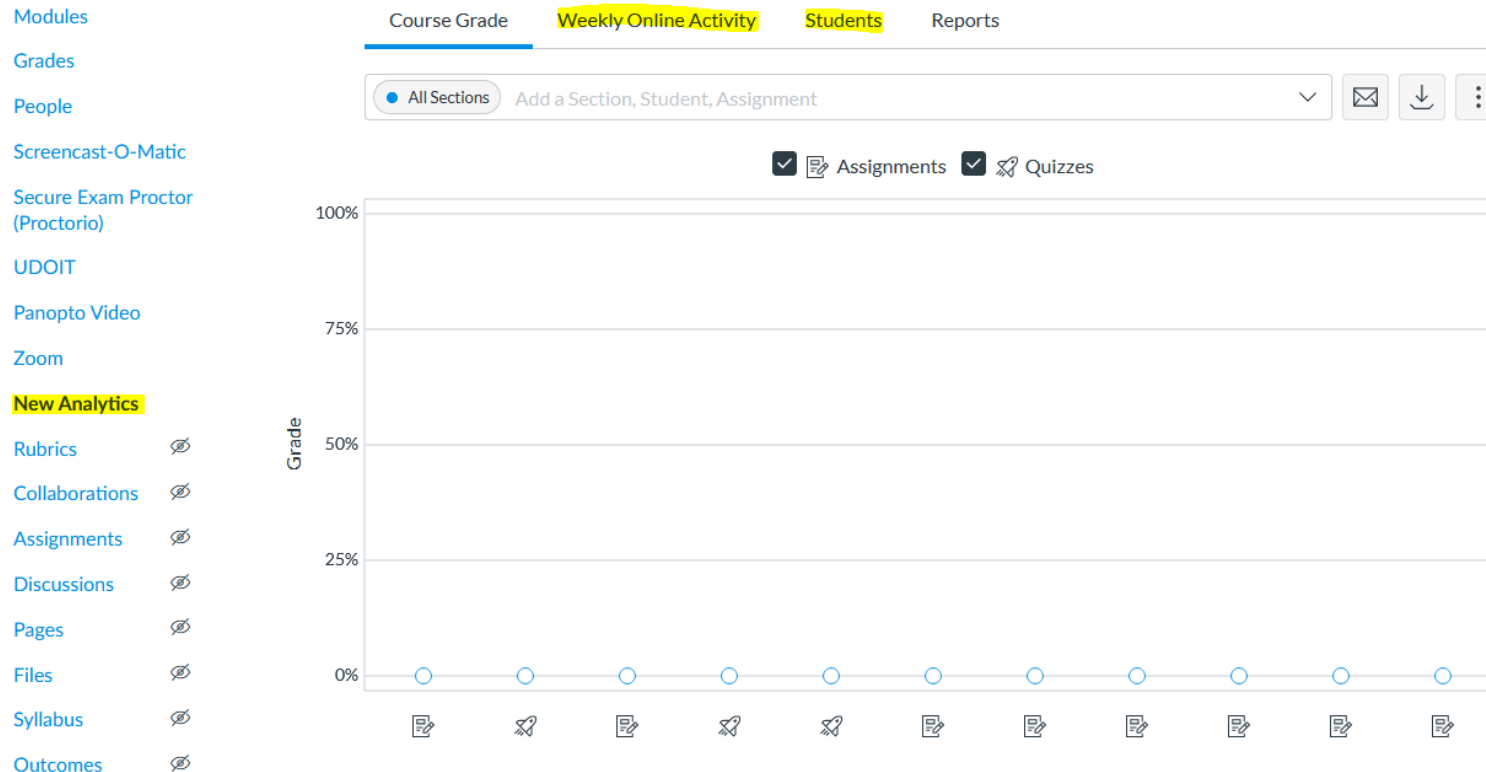 Modules
Grades
People
Screencast-O-Matic
Secure Exam Proctor
(Proctorio)
UDOIT
Panopto Video
Zoom
New Analytics
Rubrics
Collaborations
Assignments
Discussions
Pages
Files
Syllabus
Outcomes
Course Grade Weekly Online Activity Students Reports
All Sections Add a Section, Student, Assignment
Assignments Quizzes
100%
75%
50%
25%
0%
Grade